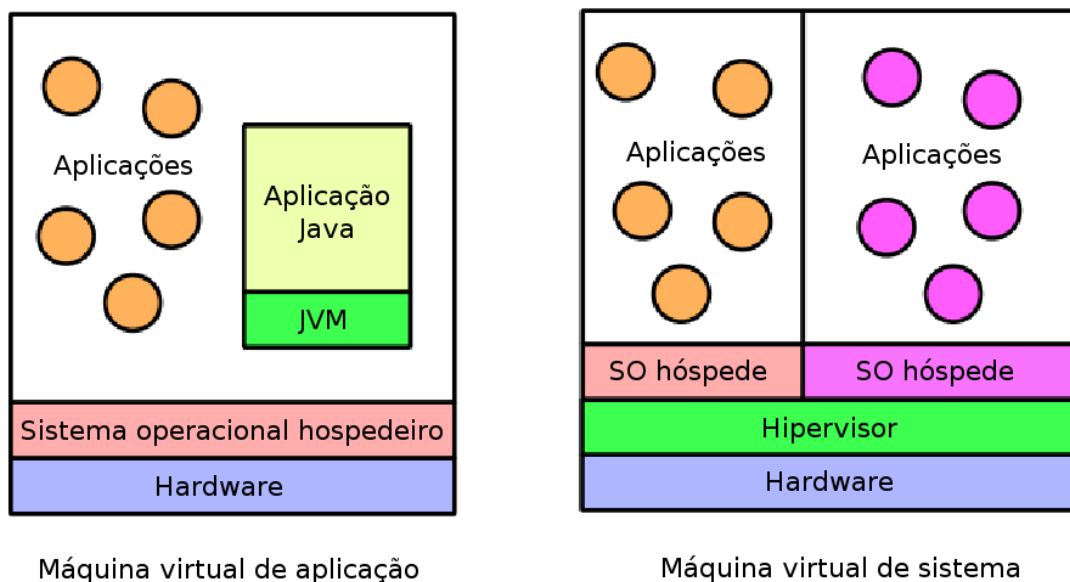 Aplicações
Aplicação
Java
JVM
Sistema operacional hospedeiro
Hardware
Máquina virtual de aplicação
Aplicações
Aplicações
SO hóspede
SO hóspede
Hipervisor
Hardware
Máquina virtual de sistema